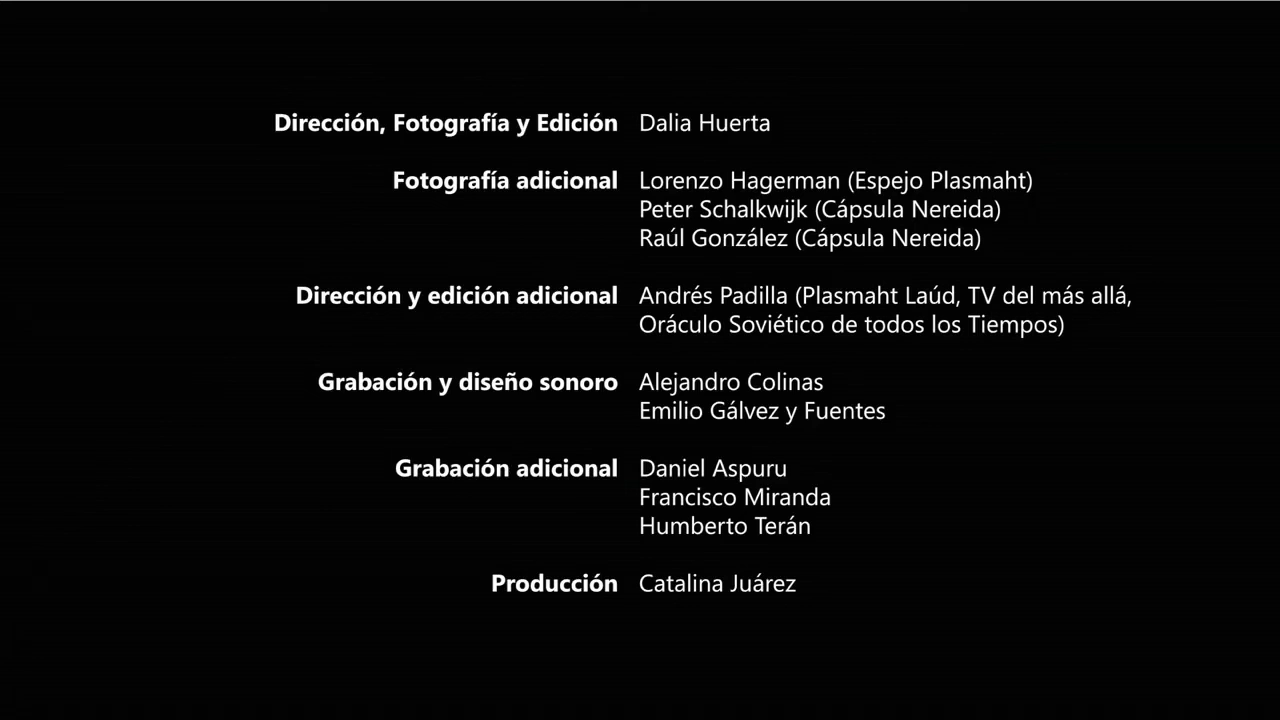 Dirección, Fotografía y Edición Dalia Huerta
Fotografía adicional Lorenzo Hagerman (Espejo Plasmaht)
Peter Schalkwijk (Cápsula Nereida)
Raúl González (Cápsula Nereida)
Dirección y edición adicional Andrés Padilla (Plasmaht Laúd, TV del más allá,
Oráculo Soviético de todos los Tiempos)
Grabación y diseño sonoro Alejandro Colinas
Emilio Gálvez y Fuentes
Grabación adicional Daniel Aspuru
Francisco Miranda
Humberto Terán
Producción Catalina Juárez